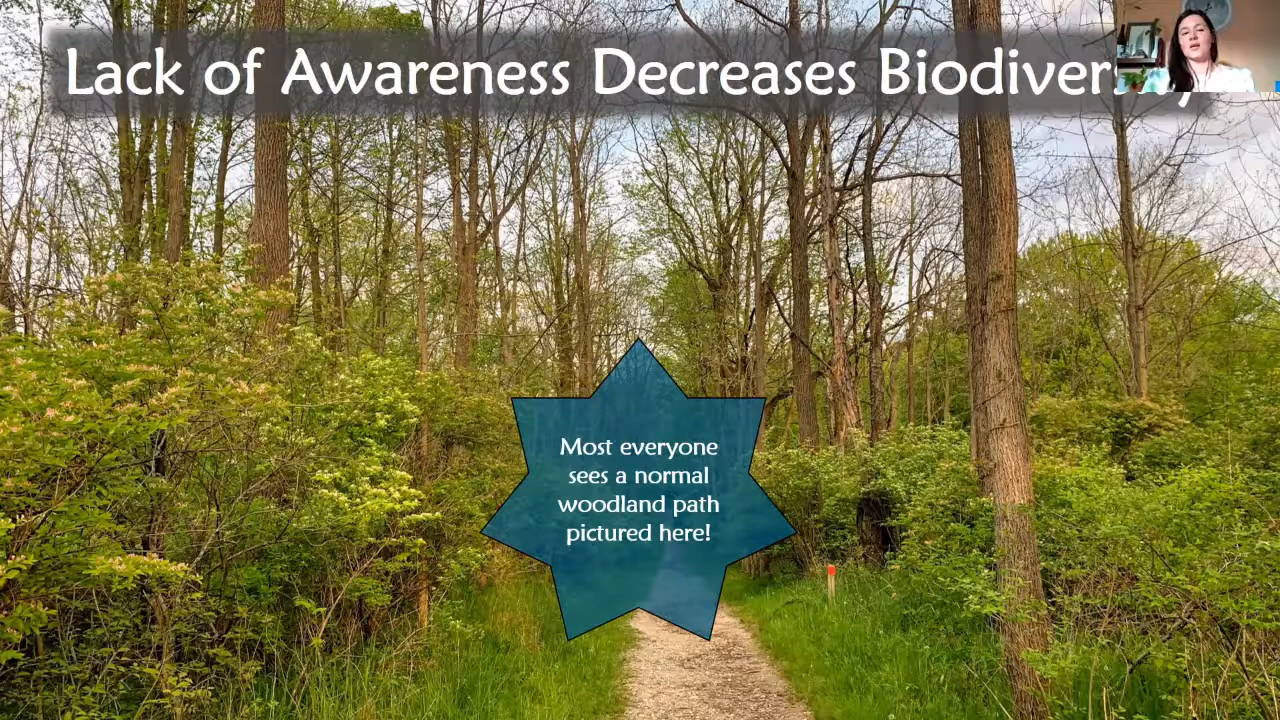 Lack of Awareness Decreases Biodivers y
Most everyone
sees a normal
woodland path
pictured here!